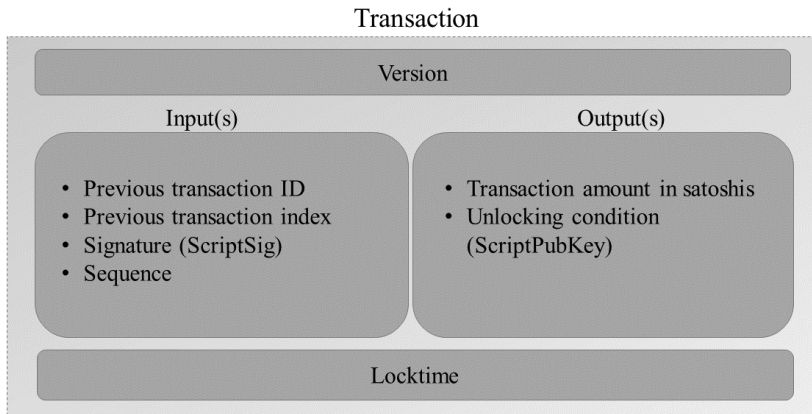 Transaction
Version
Input(s)
Output(s)
• Previous transaction ID
• Previous transaction index
• Signature (ScriptSig)
• Sequence
• Transaction amount in satoshis
• Unlocking condition
(ScriptPubKey)
Locktime